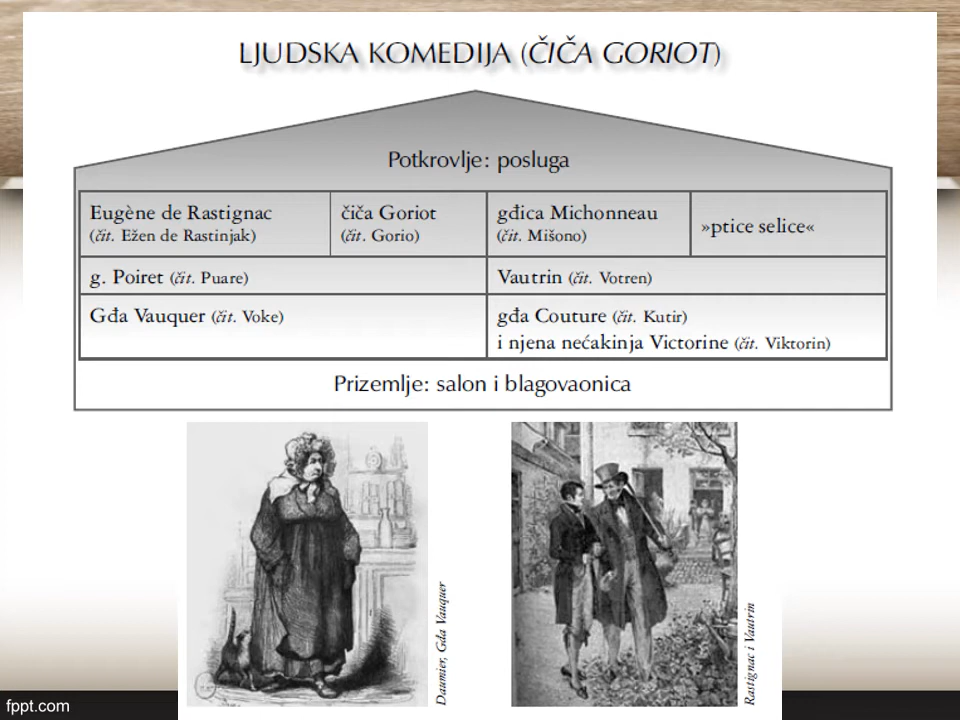 LJUDSKA KOMEDIJA (ČIČA GORIOT)
Potkrovlje: posluga
Eugène de Rastignac
(čit. Ežen de Rastinjak)
čiča Goriot
(čit. Gorio)
gđica Michonneau
(čit. Mišono)
»ptice selice«
g. Poiret (čit. Puare)
Vautrin (čit. Votren)
Gđa Vauquer (čit. Voke)
gđa Couture (čit. Kutir)
i njena nećakinja Victorine (čit. Viktorin)
Prizemlje: salon i blagovaonica
Daumier, Gđa Vauquer
Rastignac i Vautrin
fppt.com